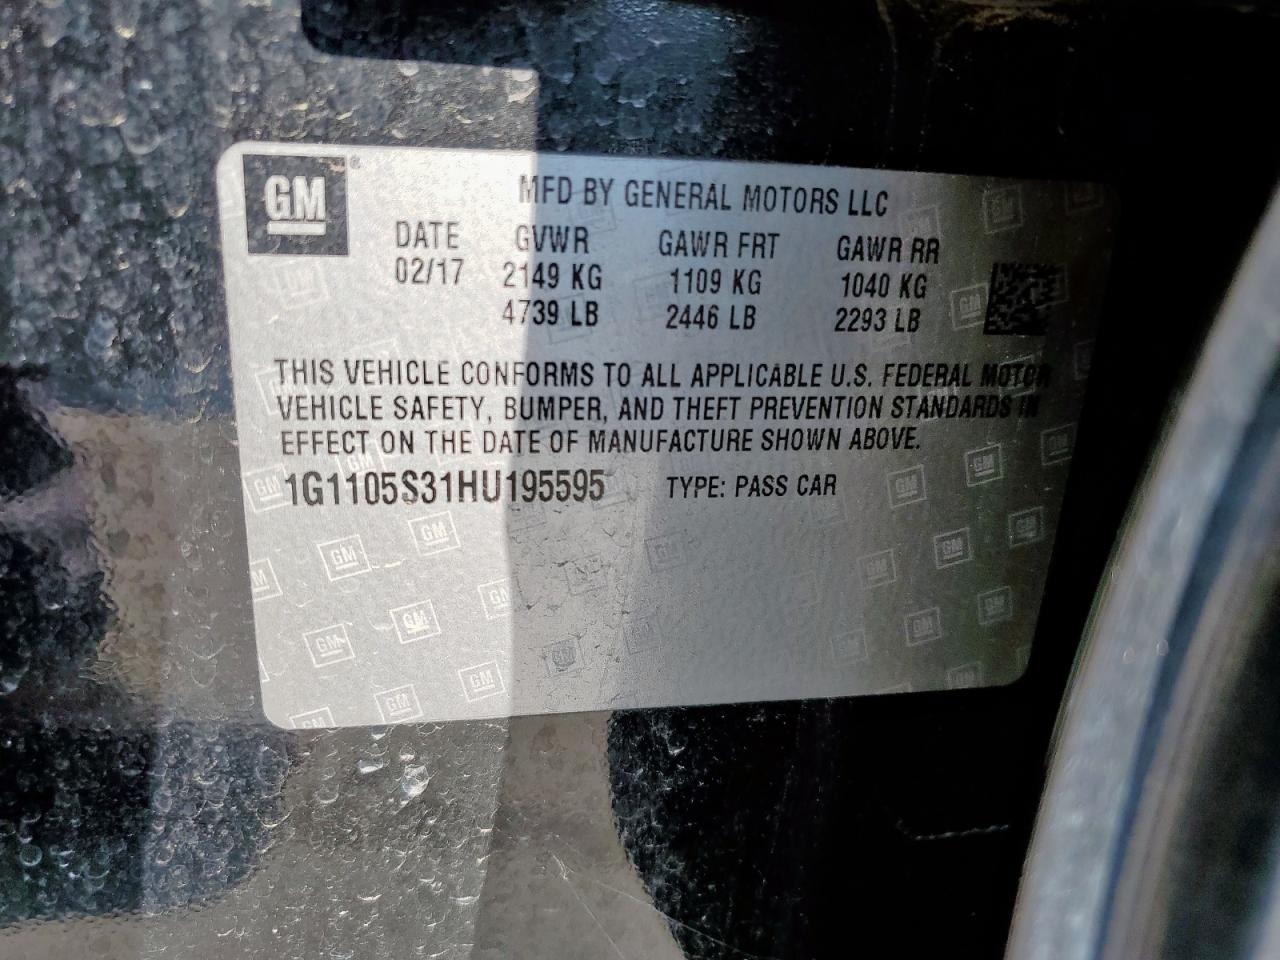 GM®
MFD BY GENERAL MOTORS LLC
DATE GVWR GAWR FRT GAWR RR
02/17 2149 KG 1109 KG 1040 KG
4739 LB 2446 LB 2293 LB
THIS VEHICLE CONFORMS TO ALL APPLICABLE U.S. FEDERAL MOTOR
VEHICLE SAFETY, BUMPER, AND THEFT PREVENTION STANDARDS IN
EFFECT ON THE DATE OF MANUFACTURE SHOWN ABOVE.
1G1105S31HU195595 TYPE: PASS CAR